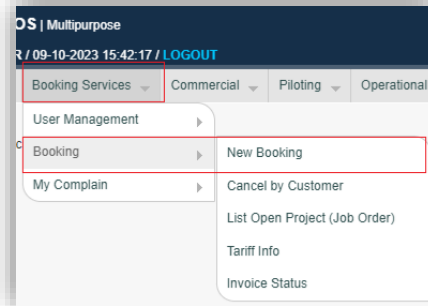 OS | Multipurpose
R / 09-10-2023 15:42:17 / LOGOUT
Booking Services Commercial Piloting Operational
User Management
Booking New Booking
My Complain Cancel by Customer
List Open Project (Job Order)
Tariff Info
Invoice Status